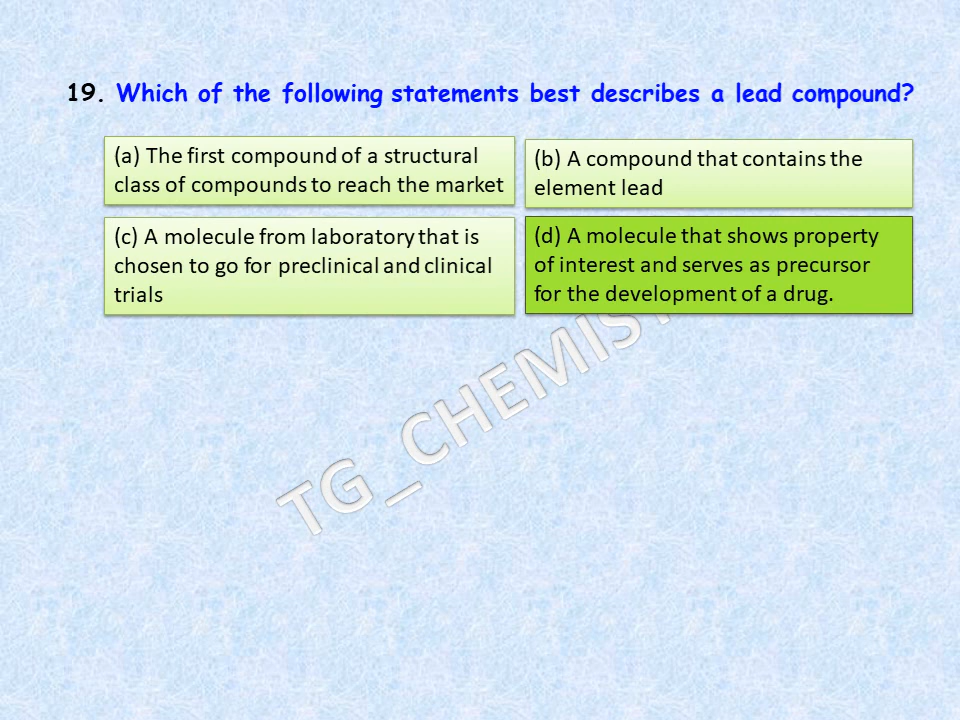 19. Which of the following statements best describes a lead compound?
(a) The first compound of a structural
class of compounds to reach the market
(b) A compound that contains the
element lead
(c) A molecule from laboratory that is
chosen to go for preclinical and clinical
trials
(d) A molecule that shows property
of interest and serves as precursor
for the development of a drug.
TG_CHEMIST